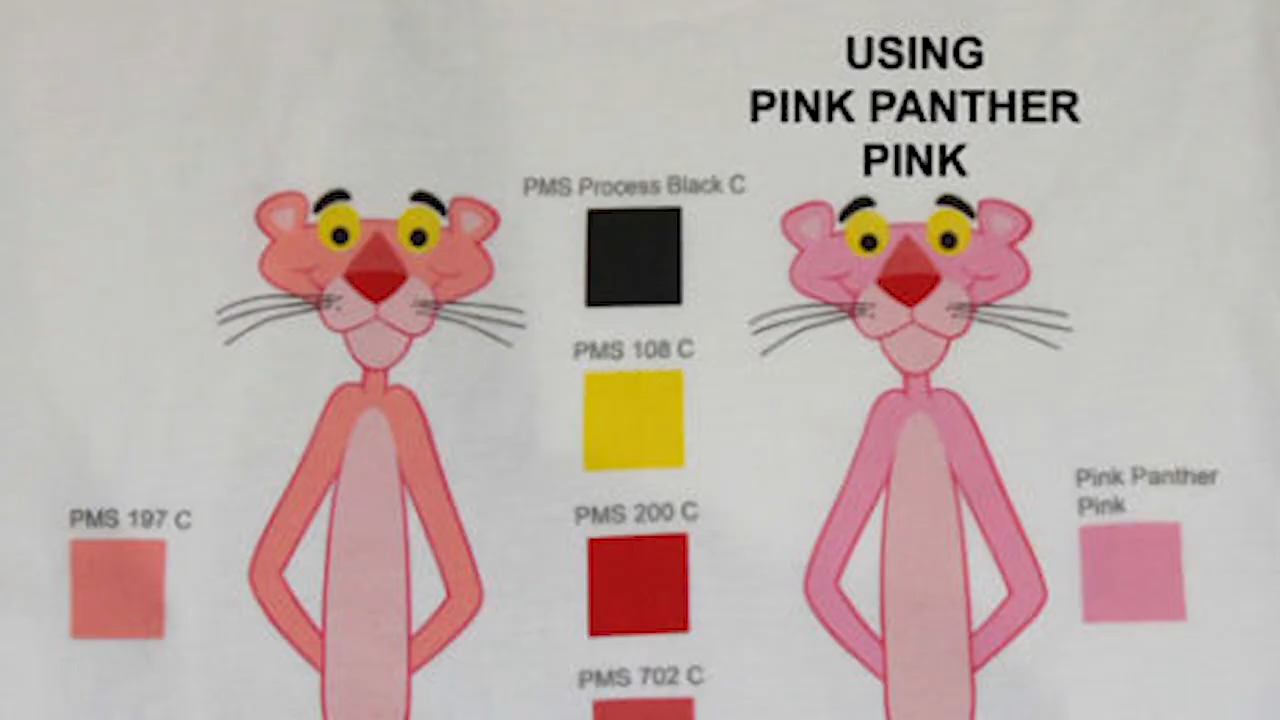 USING
PINK PANTHER
PINK
PMS Process Black C
PMS 108 C
Pink Panther
Pink
PMS 197 C
PMS 200 C
PMS 702 C